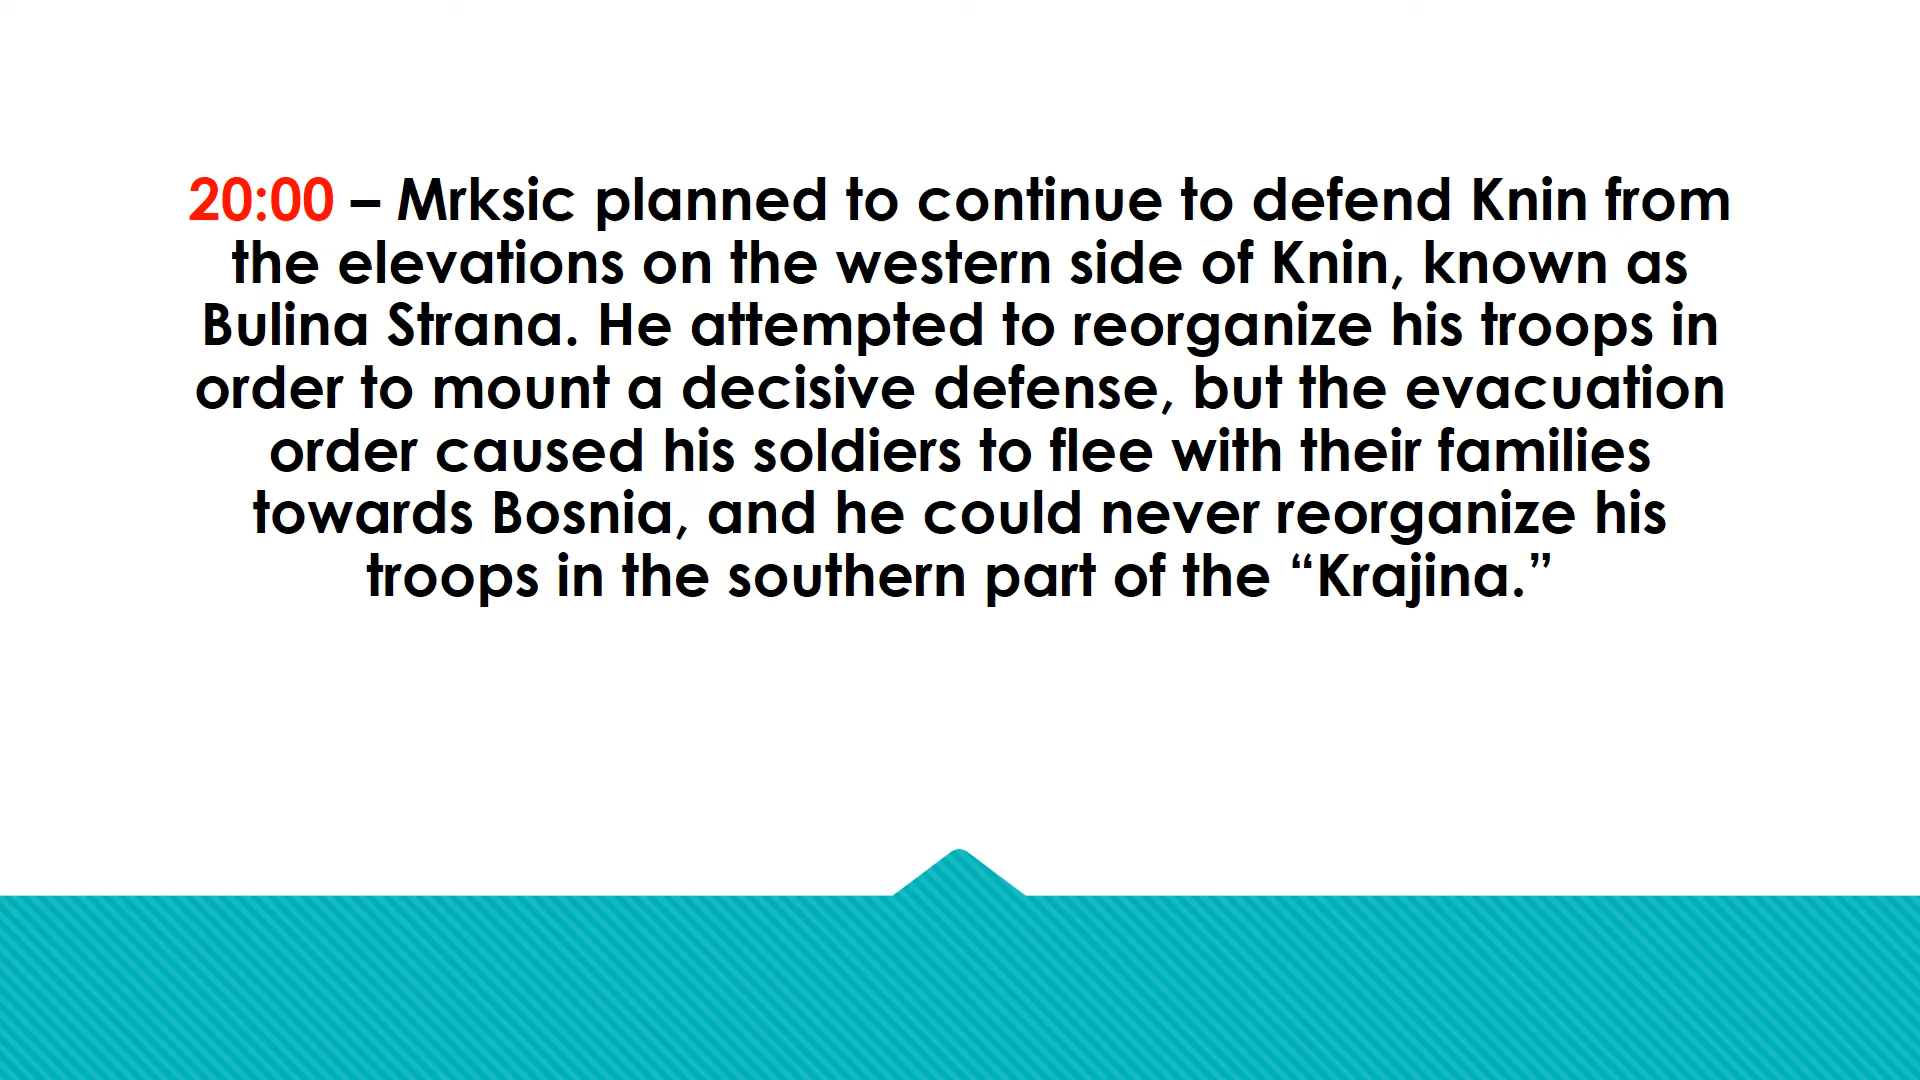 20:00 – Mrksic planned to continue to defend Knin from
the elevations on the western side of Knin, known as
Bulina Strana. He attempted to reorganize his troops in
order to mount a decisive defense, but the evacuation
order caused his soldiers to flee with their families
towards Bosnia, and he could never reorganize his
troops in the southern part of the “Krajina.”